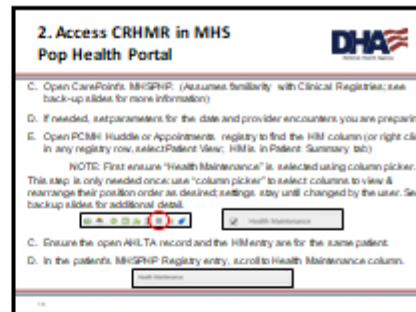 2. Access CRHMR in MHS
Pop Health Portal
DHA
Defense Health Agency
C. Open CarePoint's MHSPHP. (Assumes familiarity with Clinical Registries; see
back-up slides for more information)
D. If needed, set parameters for the date and provider encounters you are preparin
E. Open PCMH Huddle or Appointments registry to find the HM column (or right clic
in any registry row, select Patient View; HM is in Patient Summary tab)
NOTE: First ensure "Health Maintenance" is selected using column picker.
This step is only needed once: use "column picker" to select columns to view &
rearrange their position order as desired; settings stay until changed by the user. See
backup slides for additional detail.
Health Maintenance
C. Ensure the open AHLTA record and the HM entry are for the same patient.
D. In the patient's MHSPHP Registry entry, scroll to Health Maintenance column.
Health Maintenance